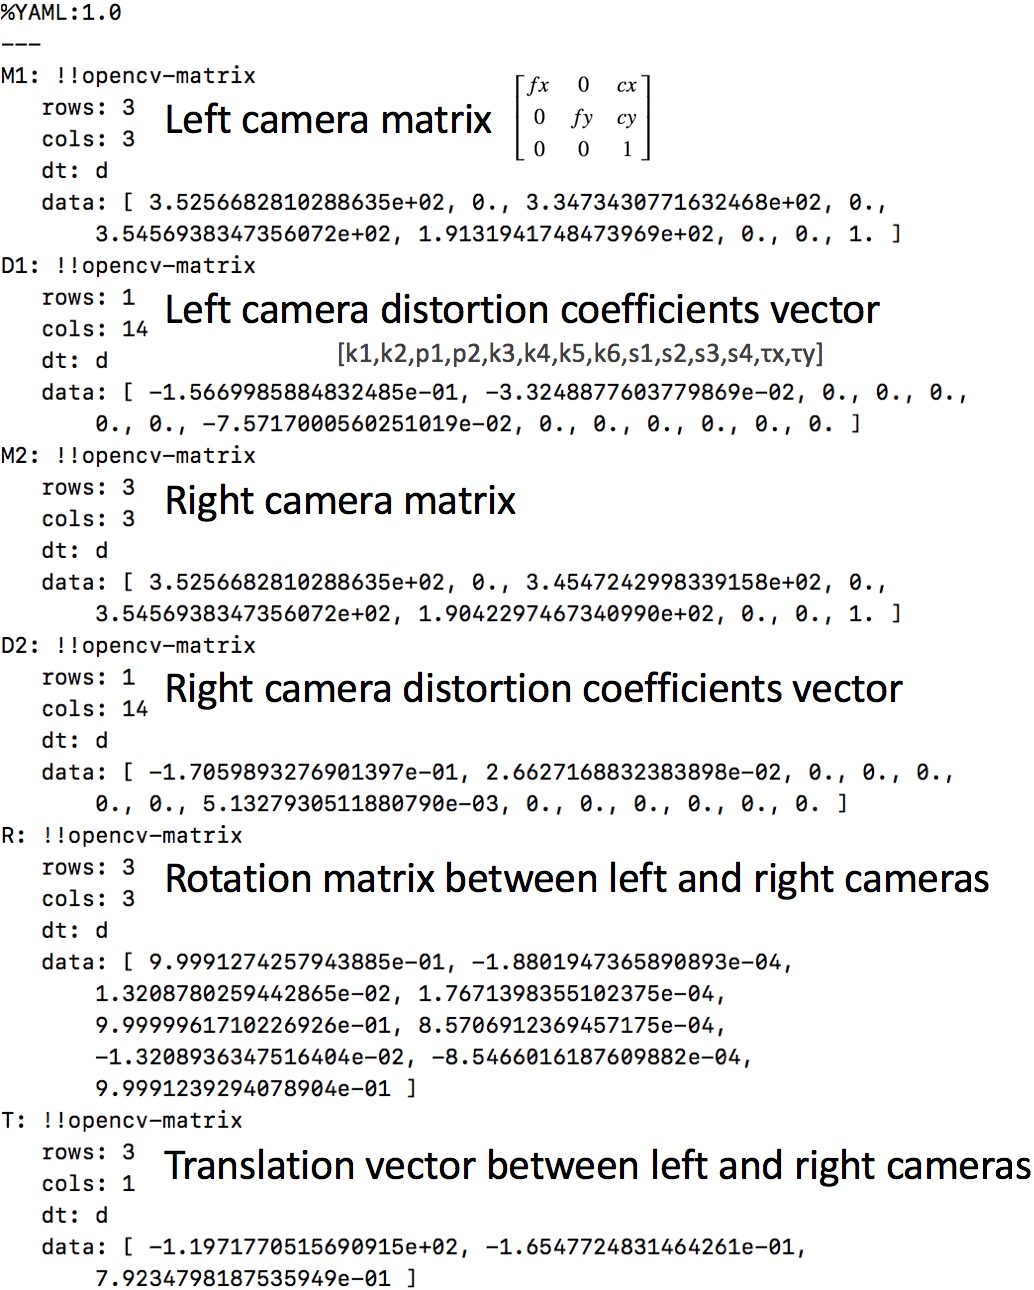 %YAML:1.0
---
M1: !!opencv-matrix
rows: 3
cols: 3
Left camera matrix
fx 0 cx
0 fy cy
0 0 1
dt: d
data: [ 3.5256682810288635e+02, 0., 3.3473430771632468e+02, 0.,
3.5456938347356072e+02, 1.9131941748473969e+02, 0., 0., 1. ]
D1: !!opencv-matrix
rows: 1
cols: 14
Left camera distortion coefficients vector
[k1,k2,p1,p2,k3,k4,k5,k6,s1,s2,s3,s4,τx,τy]
dt: d
data: [ -1.5669985884832485e-01, -3.3248877603779869e-02, 0., 0., 0.,
0., 0., -7.5717000560251019e-02, 0., 0., 0., 0., 0., 0. ]
M2: !!opencv-matrix
rows: 3
cols: 3
Right camera matrix
dt: d
data: [ 3.5256682810288635e+02, 0., 3.4547242998339158e+02, 0.,
3.5456938347356072e+02, 1.9042297467340990e+02, 0., 0., 1. ]
D2: !!opencv-matrix
rows: 1
cols: 14
Right camera distortion coefficients vector
dt: d
data: [ -1.7059893276901397e-01, 2.6627168832383898e-02, 0., 0., 0.,
0., 0., 5.1327930511880790e-03, 0., 0., 0., 0., 0., 0. ]
R: !!opencv-matrix
rows: 3
cols: 3
Rotation matrix between left and right cameras
dt: d
data: [ 9.9991274257943885e-01, -1.8801947365890893e-04,
1.3208780259442865e-02, 1.7671398355102375e-04,
9.9999961710226926e-01, 8.5706912369457175e-04,
-1.3208936347516404e-02, -8.5466016187609882e-04,
9.9991239294078904e-01 ]
T: !!opencv-matrix
rows: 3
cols: 1
Translation vector between left and right cameras
dt: d
data: [ -1.1971770515690915e+02, -1.6547724831464261e-01,
7.9234798187535949e-01 ]